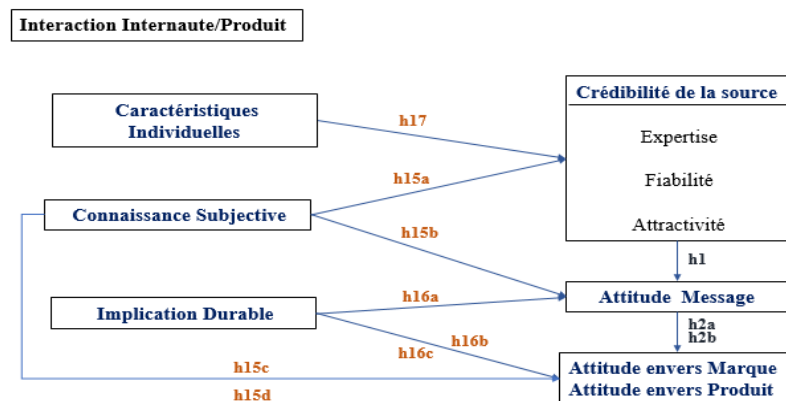 Interaction Internaute/Produit
Crédibilité de la source
Caractéristiques
Individuelles
h17
Expertise
h15a
Fiabilité
Connaissance Subjective
Attractivité
h15b
h1
h16a
Attitude Message
Implication Durable
h2a
h2b
h16b
h16c
h15c
Attitude envers Marque
Attitude envers Produit
h15d